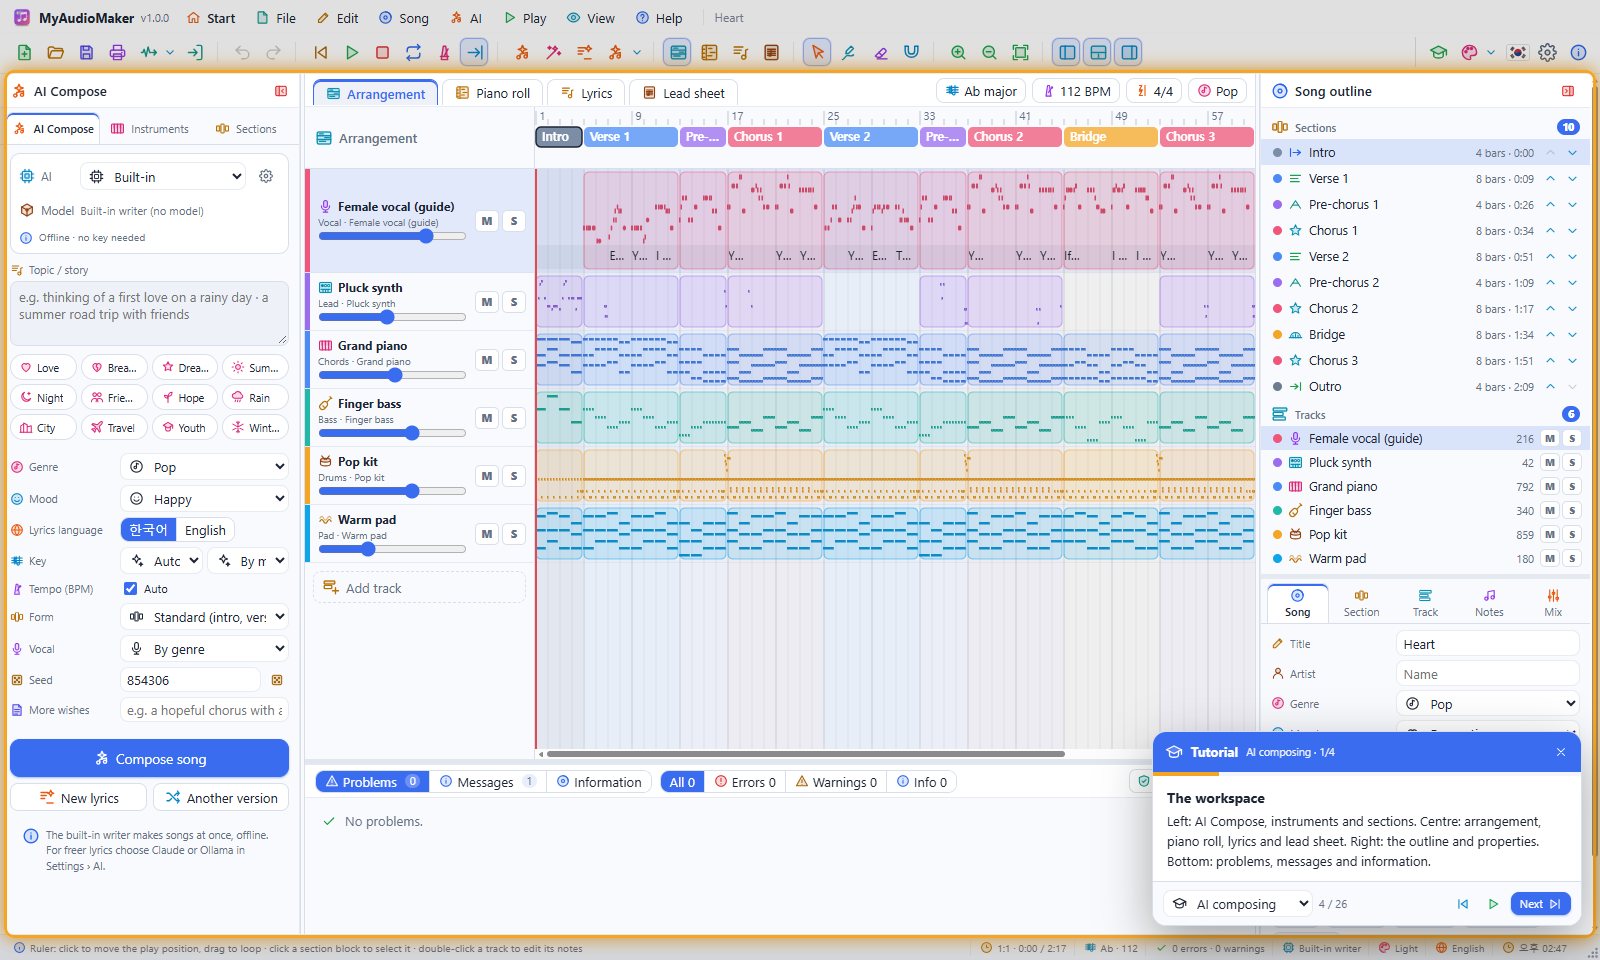 MyAudioMaker v1.0.0 Start File Edit Song AI Play View Help Heart
AI Compose
AI Compose Instruments Sections
AI Built-in
Model Built-in writer (no model)
Offline · no key needed
Topic / story
e.g. thinking of a first love on a rainy day · a
summer road trip with friends
Love Brea... Drea... Sum...
Night Frie... Hope Rain
City Travel Youth Wint...
Genre Pop
Mood Happy
Lyrics language 한국어 English
Key Auto By m
Tempo (BPM) Auto
Form Standard (intro, vers
Vocal By genre
Seed 854306
More wishes e.g. a hopeful chorus with a
Compose song
New lyrics Another version
The built-in writer makes songs at once, offline.
For freer lyrics choose Claude or Ollama in
Settings › AI.
Arrangement Piano roll Lyrics Lead sheet
Ab major 112 BPM 4/4 Pop
Arrangement
1 9 17 25 33 41 49 57
Intro Verse 1 Pre-... Chorus 1 Verse 2 Pre-... Chorus 2 Bridge Chorus 3
Female vocal (guide)
Vocal · Female vocal (guide)
M S
E... Y... I ... Y... Y... Y... Y... E... T... Y... Y... Y... If... I ... I ... Y... Y... Y...
Pluck synth
Lead · Pluck synth
M S
Grand piano
Chords · Grand piano
M S
Finger bass
Bass · Finger bass
M S
Pop kit
Drums · Pop kit
M S
Warm pad
Pad · Warm pad
M S
Add track
Problems 0 Messages 1 Information All 0 Errors 0 Warnings 0 Info 0
No problems.
Song outline
Sections 10
Intro 4 bars · 0:00
Verse 1 8 bars · 0:09
Pre-chorus 1 4 bars · 0:26
Chorus 1 8 bars · 0:34
Verse 2 8 bars · 0:51
Pre-chorus 2 4 bars · 1:09
Chorus 2 8 bars · 1:17
Bridge 8 bars · 1:34
Chorus 3 8 bars · 1:51
Outro 4 bars · 2:09
Tracks 6
Female vocal (guide) 216 M S
Pluck synth 42 M S
Grand piano 792 M S
Finger bass 340 M S
Pop kit 859 M S
Warm pad 180 M S
Song Section Track Notes Mix
Title Heart
Artist Name
Genre Pop
Tutorial AI composing · 1/4
The workspace
Left: AI Compose, instruments and sections. Centre: arrangement,
piano roll, lyrics and lead sheet. Right: the outline and properties.
Bottom: problems, messages and information.
AI composing 4 / 26 Next
Ruler: click to move the play position, drag to loop · click a section block to select it · double-click a track to edit its notes
1:1 · 0:00 / 2:17 Ab · 112 0 errors · 0 warnings Built-in writer Light English 오후 02:47